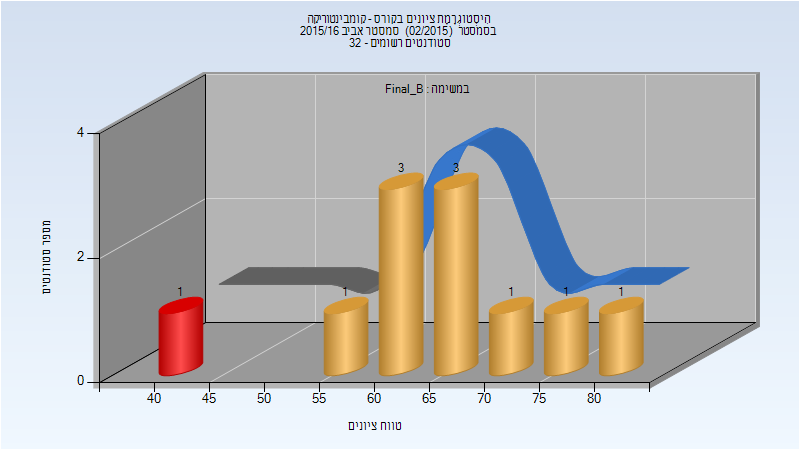 היסטוגרמת ציונים בקורס - קומבינטוריקה
בסמסטר (02/2015) סמסטר אביב 2015/16
סטודנטים רשומים - 32
במשימה : Final_B
מספר סטודנטים
4
2
0
1
1
3
3
1
1
1
40 45 50 55 60 65 70 75 80
טווח ציונים